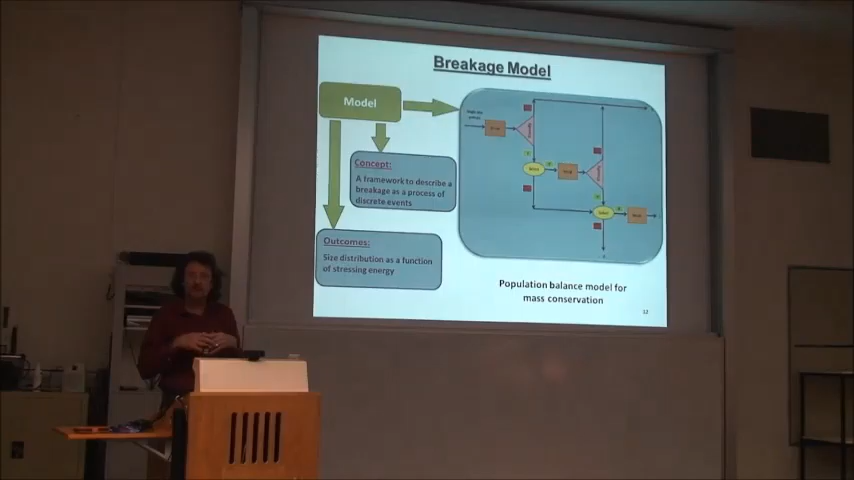 Breakage Model
Model
Concept:
A framework to describe a
breakage as a process of
discrete events
Outcomes:
Size distribution as a function
of stressing energy
Population balance model for
mass conservation
12